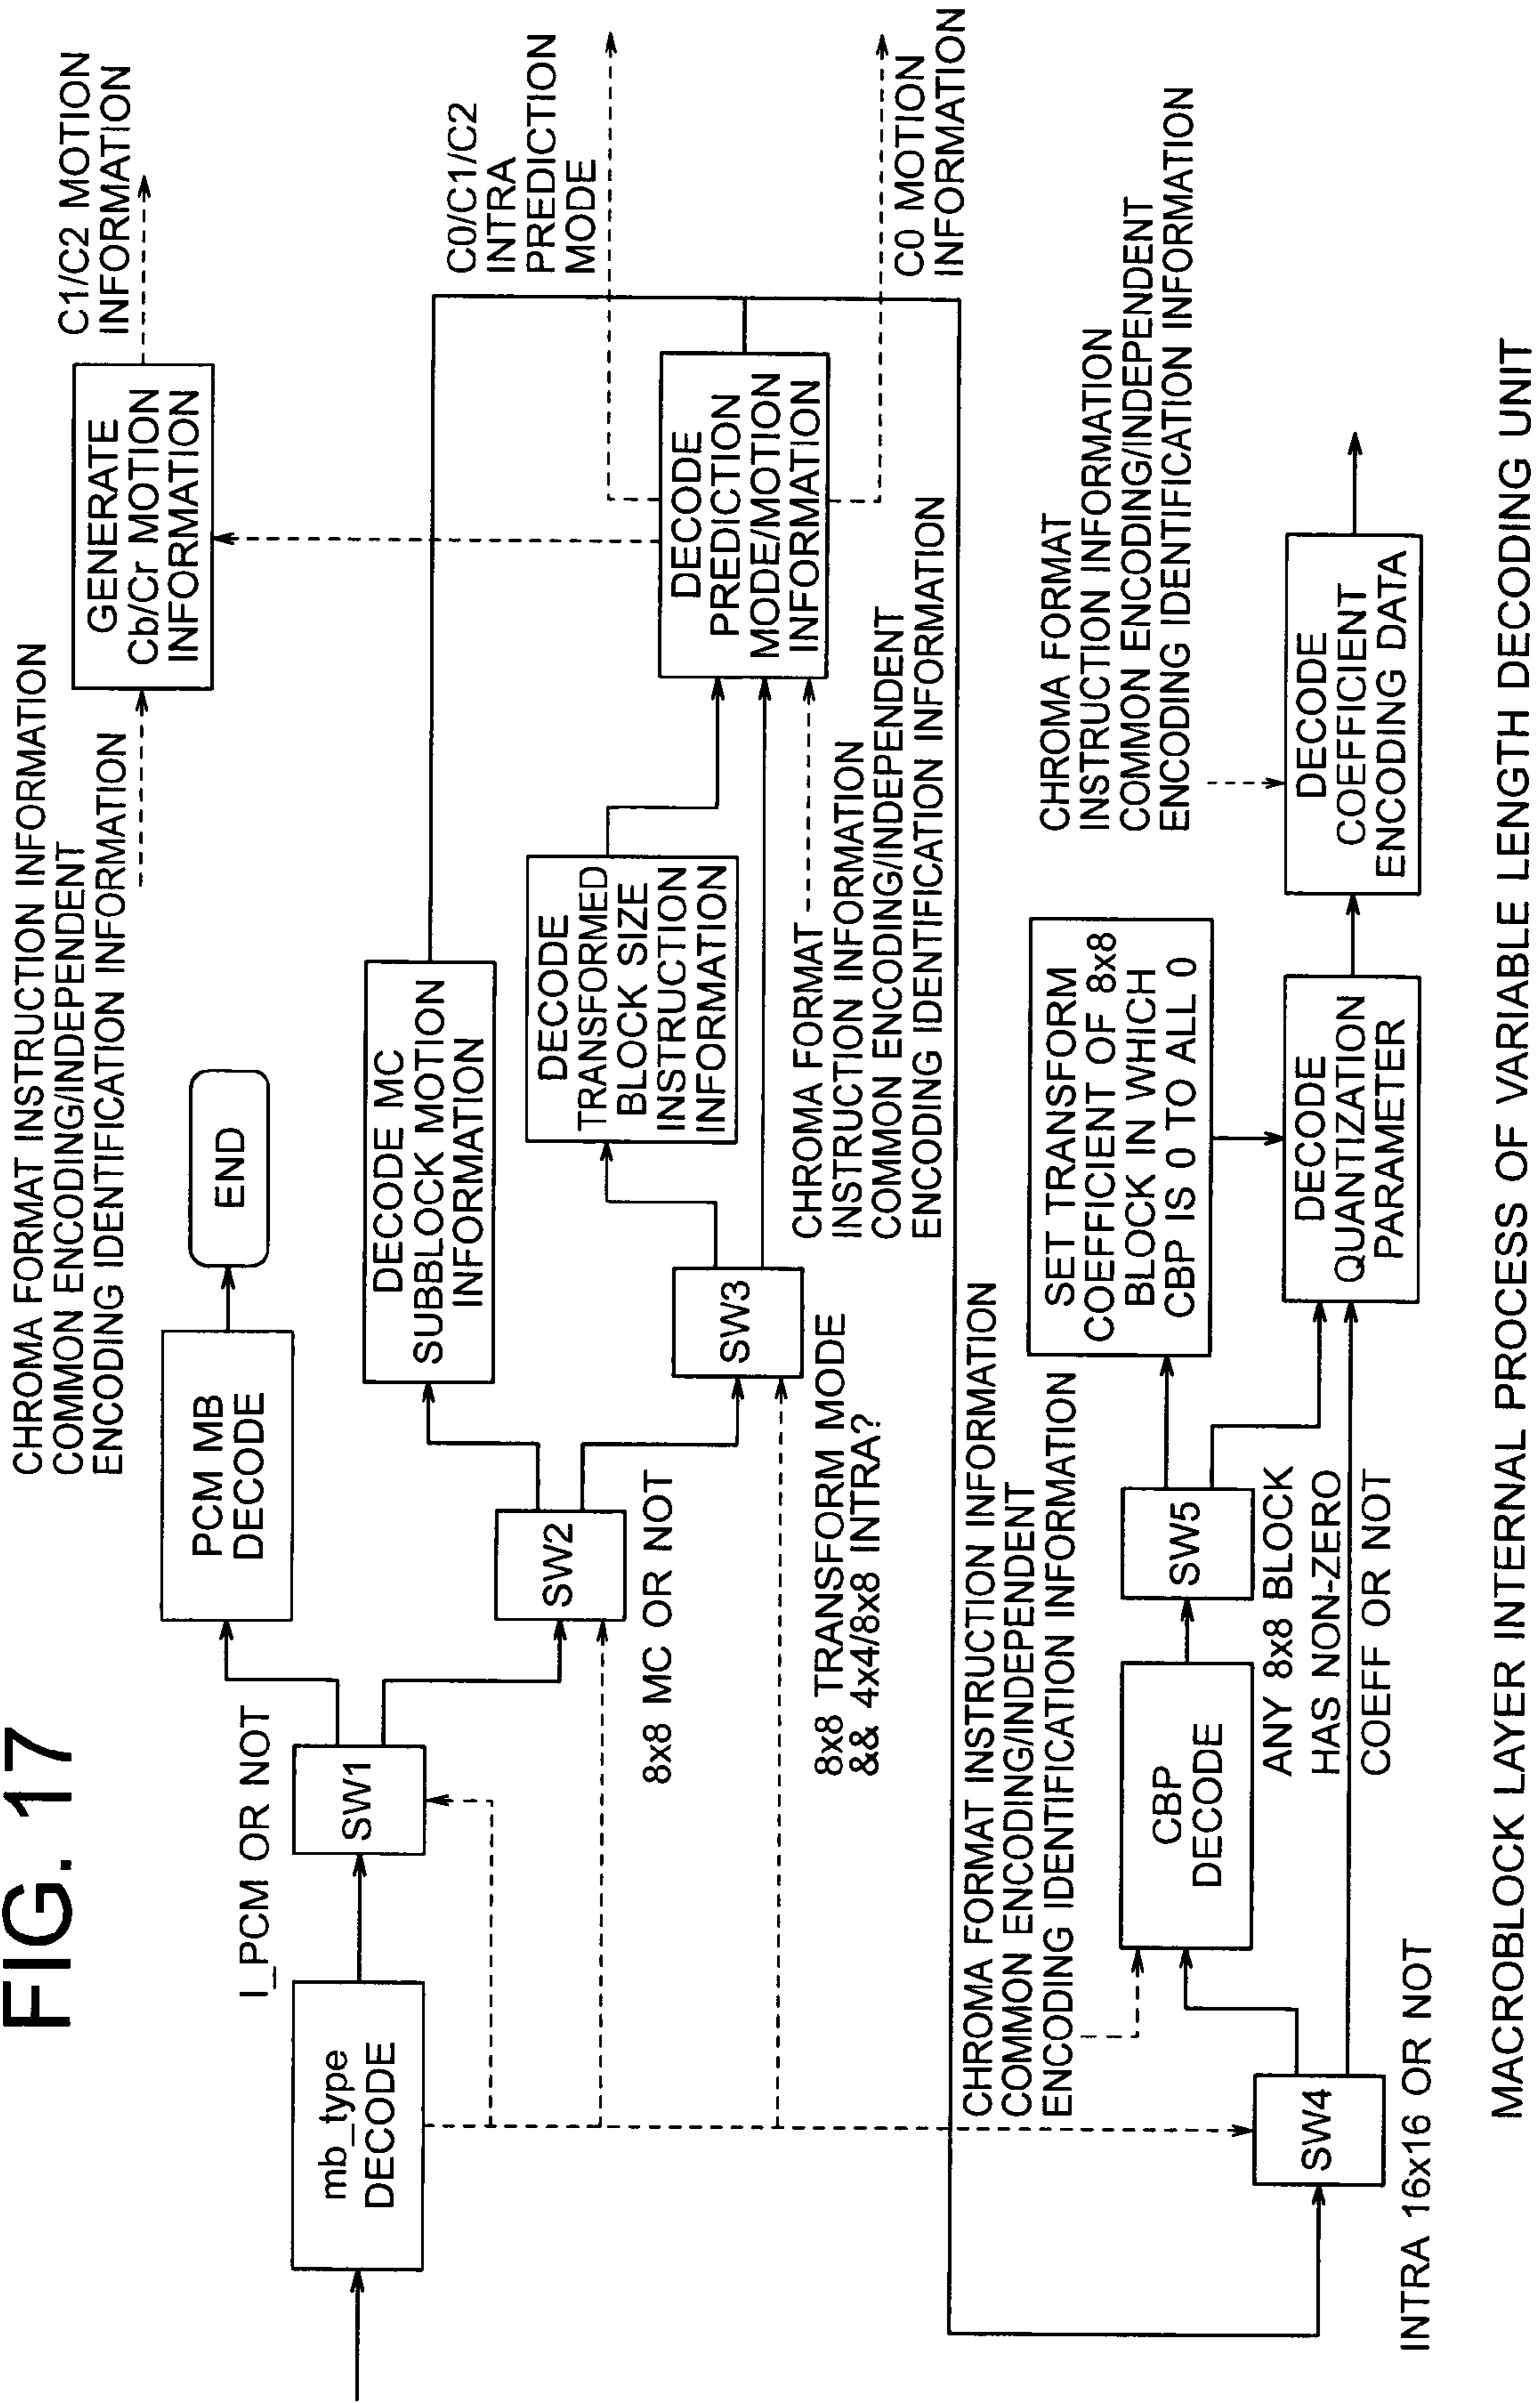 FIG. 17
CHROMA FORMAT INSTRUCTION INFORMATION
COMMON ENCODING/INDEPENDENT
ENCODING IDENTIFICATION INFORMATION
GENERATE
Cb/Cr MOTION
INFORMATION
C1/C2 MOTION
INFORMATION
I_PCM OR NOT
PCM MB
DECODE
END
mb_type
DECODE
SW1
SW2
8x8 MC OR NOT
DECODE MC
SUBBLOCK MOTION
INFORMATION
C0/C1/C2
INTRA
PREDICTION
MODE
DECODE
TRANSFORMED
BLOCK SIZE
INSTRUCTION
INFORMATION
DECODE
PREDICTION
MODE/MOTION
INFORMATION
SW3
8x8 TRANSFORM MODE
&& 4x4/8x8 INTRA?
CHROMA FORMAT
INSTRUCTION INFORMATION
COMMON ENCODING/INDEPENDENT
ENCODING IDENTIFICATION INFORMATION
C0 MOTION
INFORMATION
CHROMA FORMAT INSTRUCTION INFORMATION
COMMON ENCODING/INDEPENDENT
ENCODING IDENTIFICATION INFORMATION
SW4
INTRA 16x16 OR NOT
CBP
DECODE
SW5
ANY 8x8 BLOCK
HAS NON-ZERO
COEFF OR NOT
SET TRANSFORM
COEFFICIENT OF 8x8
BLOCK IN WHICH
CBP IS 0 TO ALL 0
DECODE
QUANTIZATION
PARAMETER
CHROMA FORMAT
INSTRUCTION INFORMATION
COMMON ENCODING/INDEPENDENT
ENCODING IDENTIFICATION INFORMATION
DECODE
COEFFICIENT
ENCODING DATA
MACROBLOCK LAYER INTERNAL PROCESS OF VARIABLE LENGTH DECODING UNIT